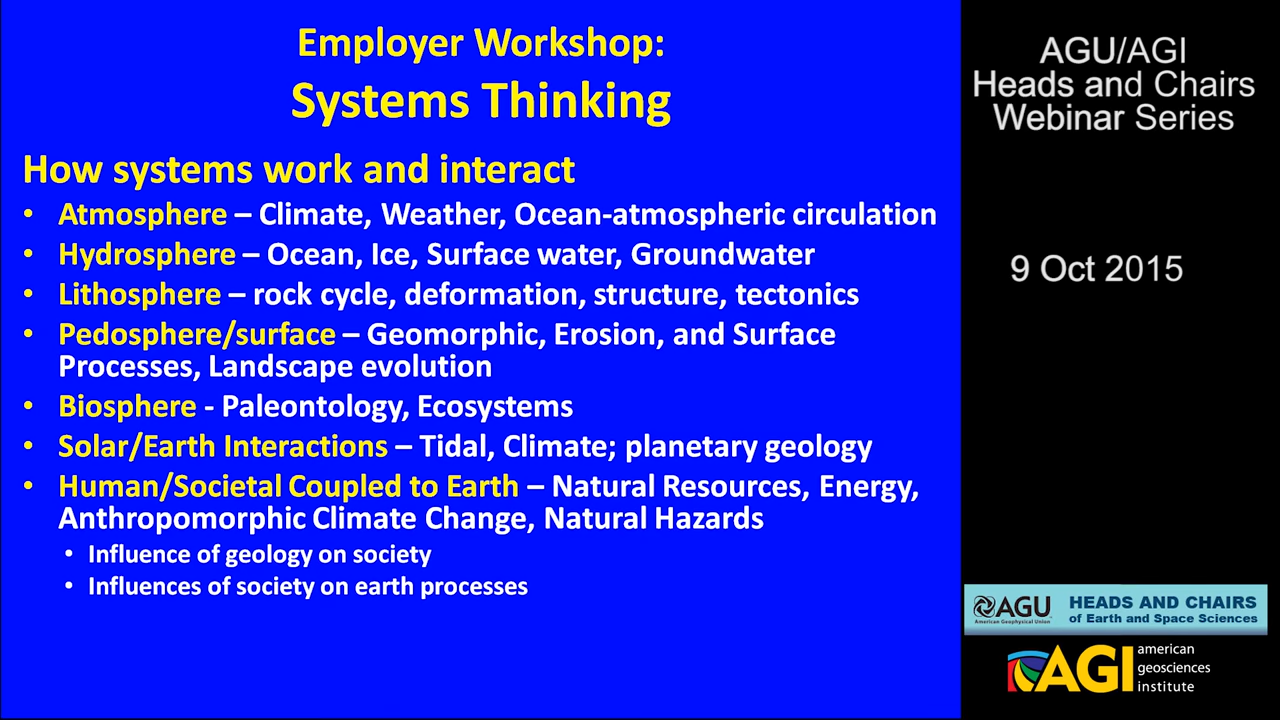 Employer Workshop:
Systems Thinking
How systems work and interact
• Atmosphere – Climate, Weather, Ocean-atmospheric circulation
• Hydrosphere – Ocean, Ice, Surface water, Groundwater
• Lithosphere – rock cycle, deformation, structure, tectonics
• Pedosphere/surface – Geomorphic, Erosion, and Surface
Processes, Landscape evolution
• Biosphere - Paleontology, Ecosystems
• Solar/Earth Interactions – Tidal, Climate; planetary geology
• Human/Societal Coupled to Earth – Natural Resources, Energy,
Anthropomorphic Climate Change, Natural Hazards
• Influence of geology on society
• Influences of society on earth processes
AGU/AGI
Heads and Chairs
Webinar Series
9 Oct 2015
AGU
American Geophysical Union
HEADS AND CHAIRS
of Earth and Space Sciences
AGI
american
geosciences
institute